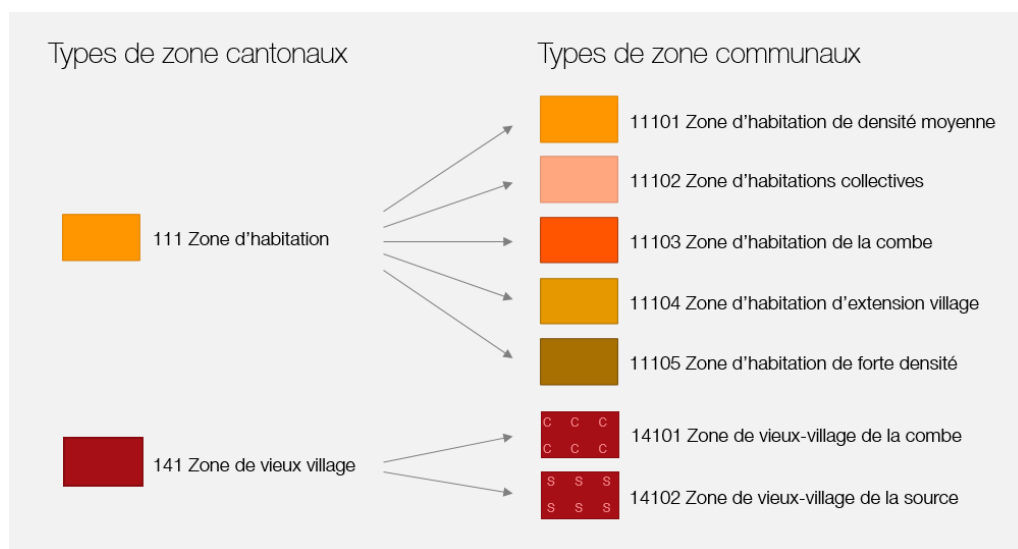 Types de zone cantonaux
Types de zone communaux
111 Zone d'habitation
11101 Zone d'habitation de densité moyenne
11102 Zone d'habitations collectives
11103 Zone d'habitation de la combe
11104 Zone d'habitation d'extension village
11105 Zone d'habitation de forte densité
141 Zone de vieux village
C C C
C C C
14101 Zone de vieux-village de la combe
S S S
S S S
14102 Zone de vieux-village de la source